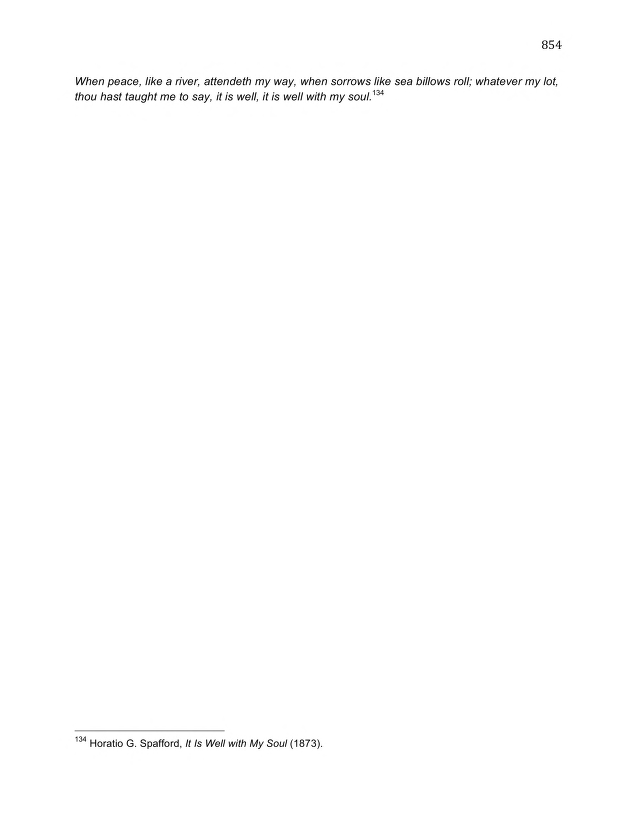 854
When peace, like a river, attendeth my way, when sorrows like sea billows roll; whatever my lot,
thou hast taught me to say, it is well, it is well with my soul.134
134 Horatio G. Spafford, It Is Well with My Soul (1873).